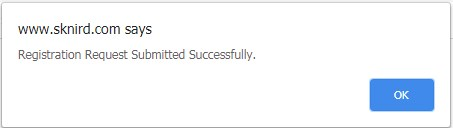 www.sknird.com says
Registration Request Submitted Successfully.
OK